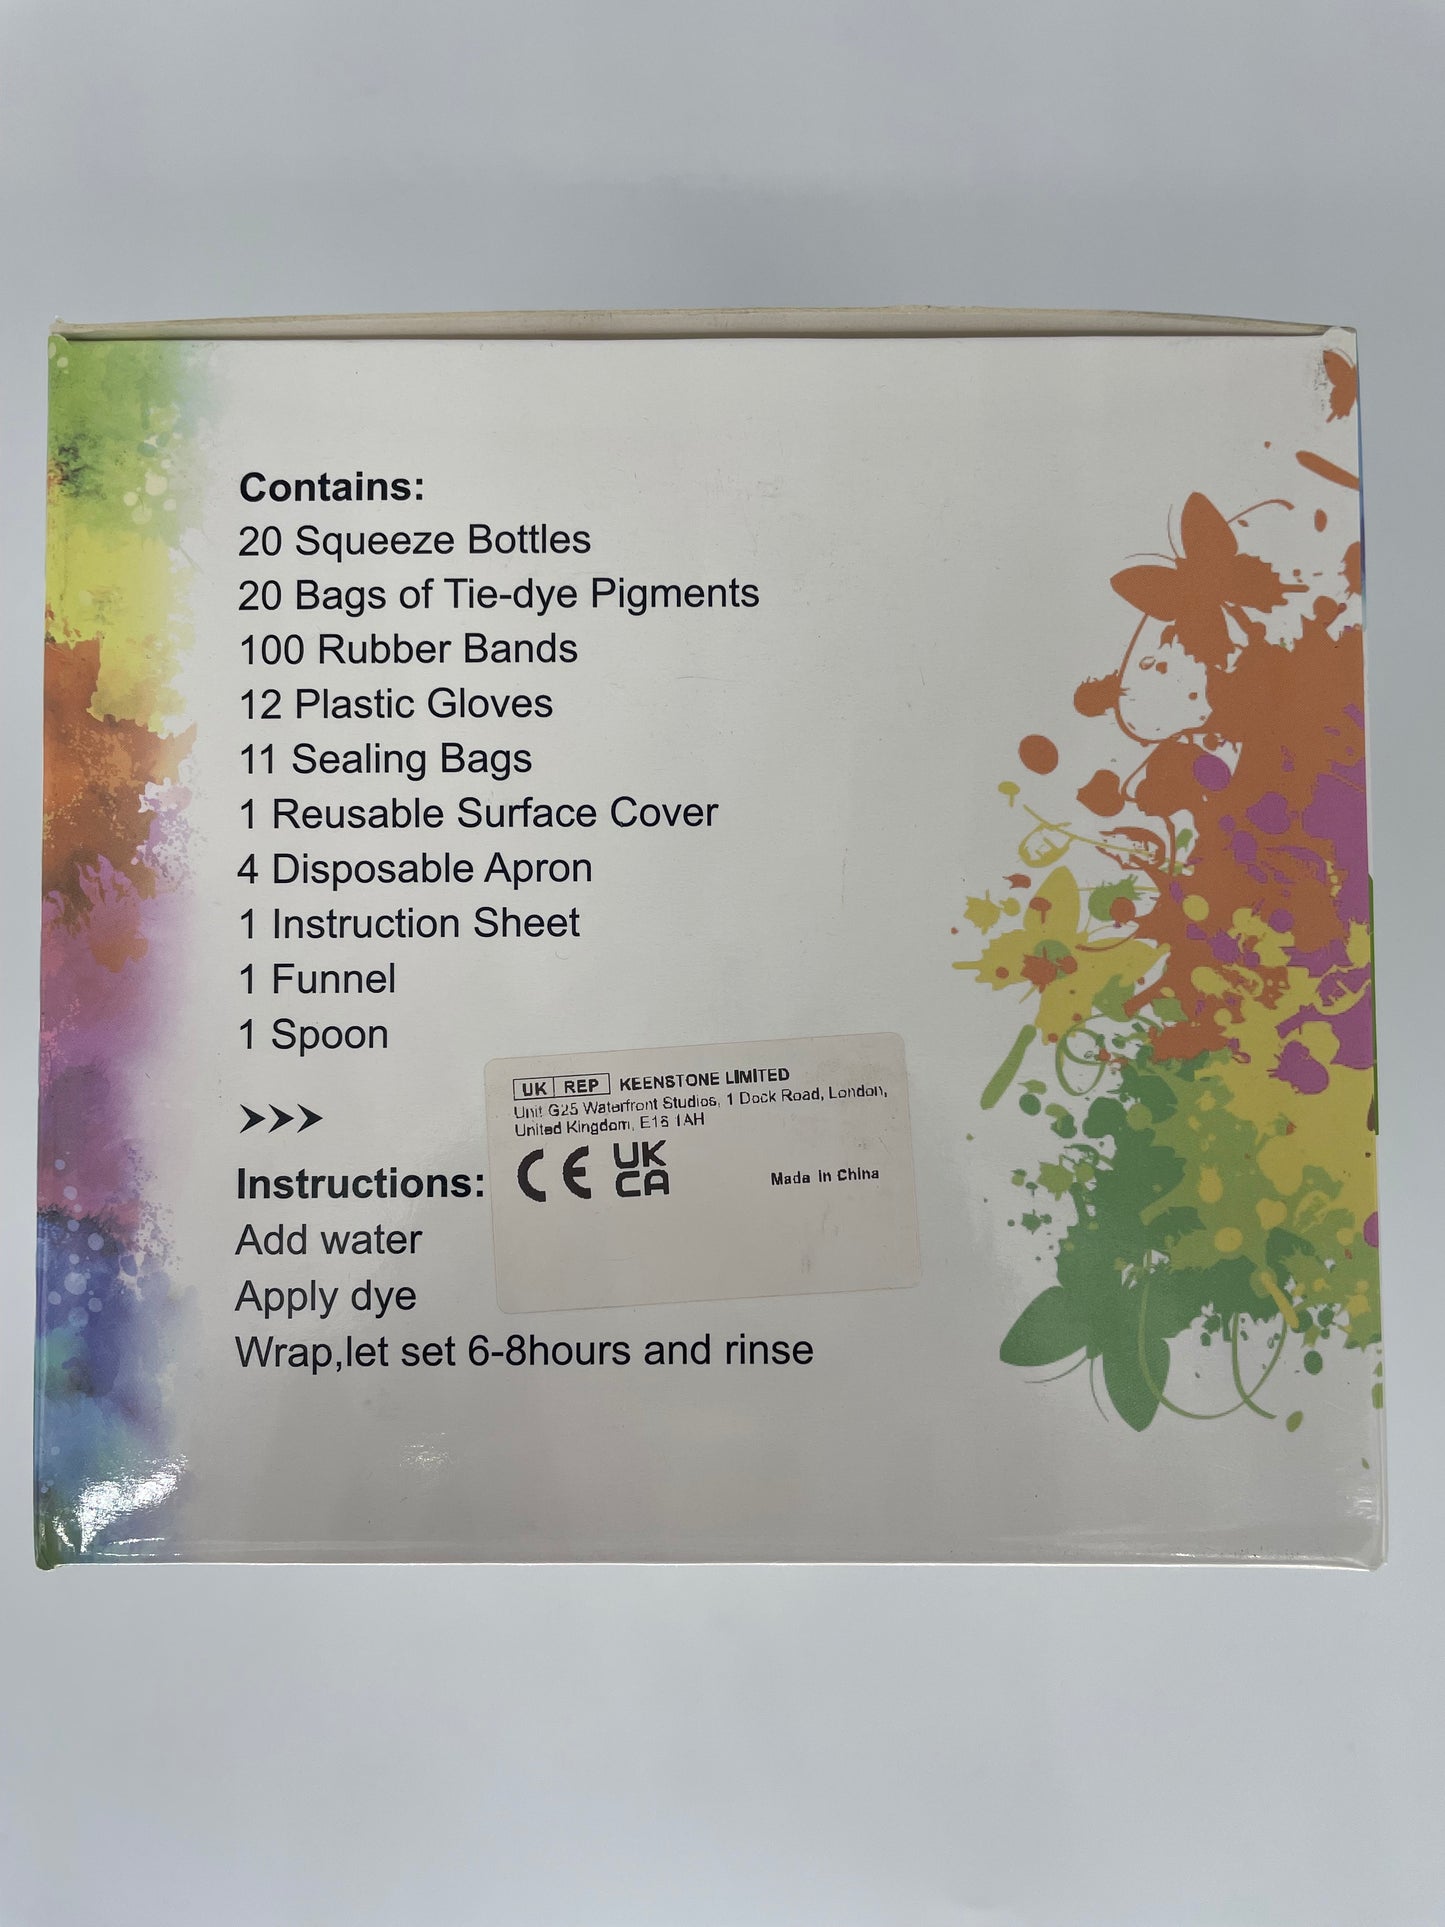 Contains:
20 Squeeze Bottles
20 Bags of Tie-dye Pigments
100 Rubber Bands
12 Plastic Gloves
11 Sealing Bags
1 Reusable Surface Cover
4 Disposable Apron
1 Instruction Sheet
1 Funnel
1 Spoon
UK REP KEENSTONE LIMITED
Unit G25 Waterfront Studios, 1 Dock Road, London,
United Kingdom, E16 1AH
CE UK
CA
Made in China
Instructions:
Add water
Apply dye
Wrap,let set 6-8hours and rinse